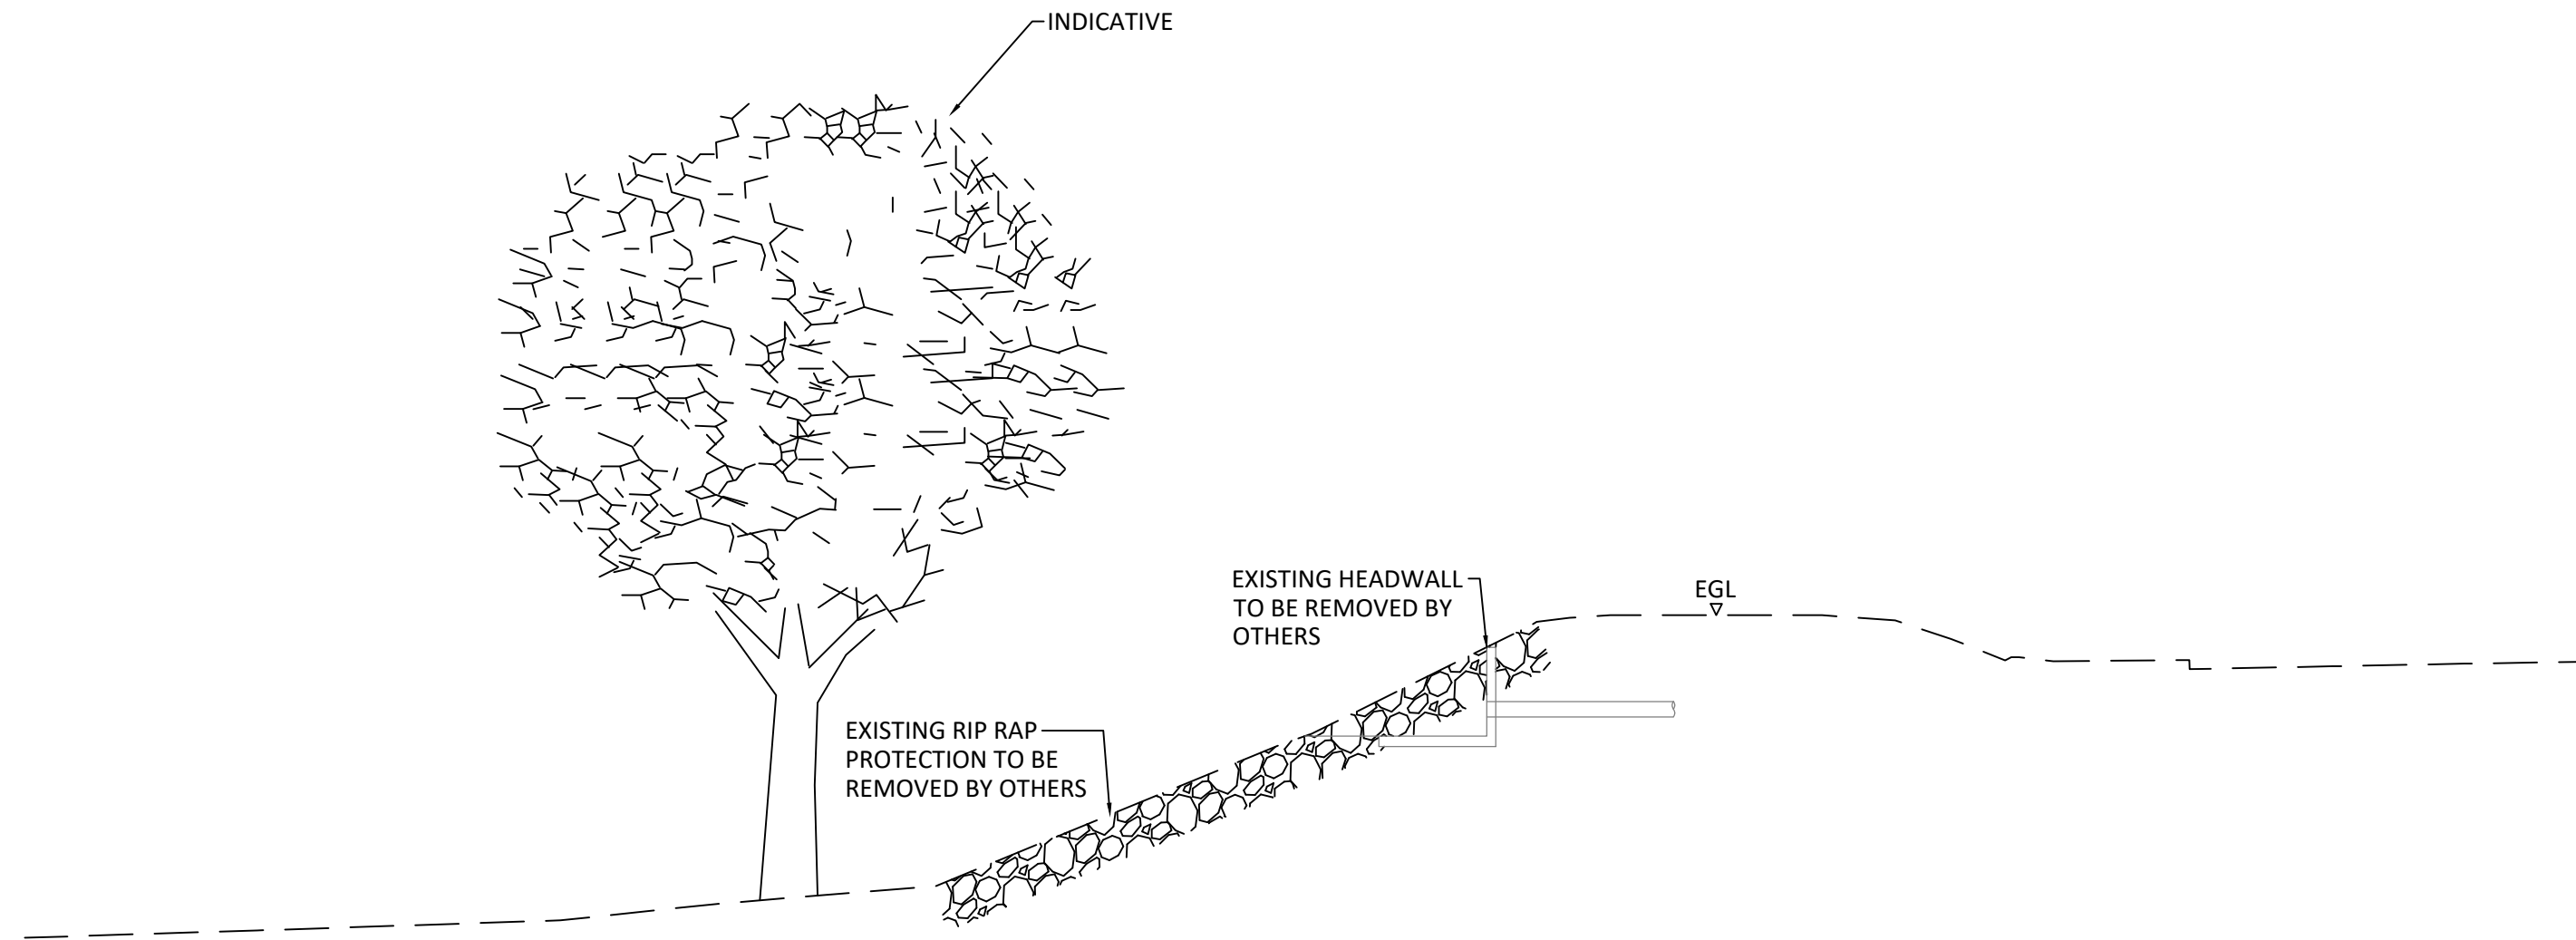 INDICATIVE
EXISTING HEADWALL
TO BE REMOVED BY
OTHERS
EGL
EXISTING RIP RAP
PROTECTION TO BE
REMOVED BY OTHERS